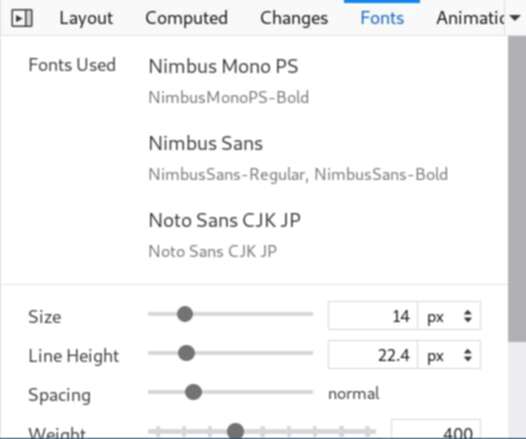 Layout Computed Changes Fonts Animatio
Fonts Used Nimbus Mono PS
NimbusMonoPS-Bold
Nimbus Sans
NimbusSans-Regular, NimbusSans-Bold
Noto Sans CJK JP
Noto Sans CJK JP
Size 14 px
Line Height 22.4 px
Spacing normal
Weight 400